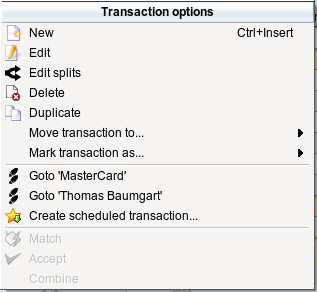 Transaction options
New Ctrl+Insert
Edit
Edit splits
Delete
Duplicate
Move transaction to...
Mark transaction as...
Goto 'MasterCard'
Goto 'Thomas Baumgart'
Create scheduled transaction...
Match
Accept
Combine